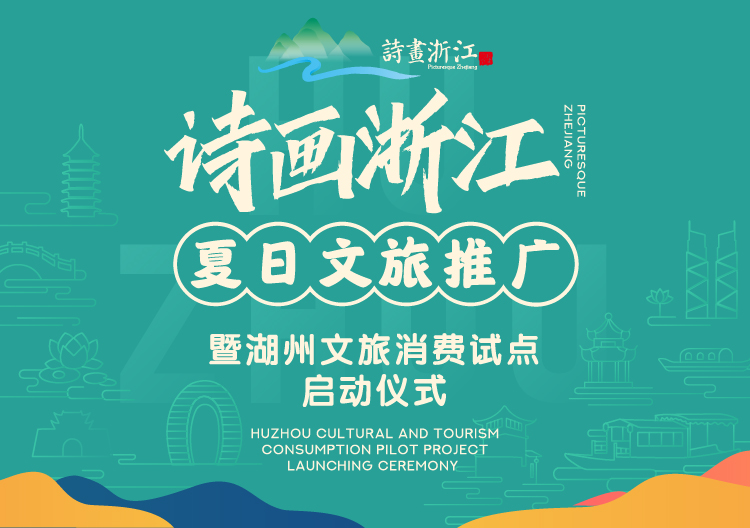 詩畫浙江
Picturesque Zhejiang
诗画浙江
PICTURESQUE
ZHEJIANG
夏日文旅推广
暨湖州文旅消费试点
启动仪式
HUZHOU CULTURAL AND TOURISM
CONSUMPTION PILOT PROJECT
LAUNCHING CEREMONY
HU
ZHOU